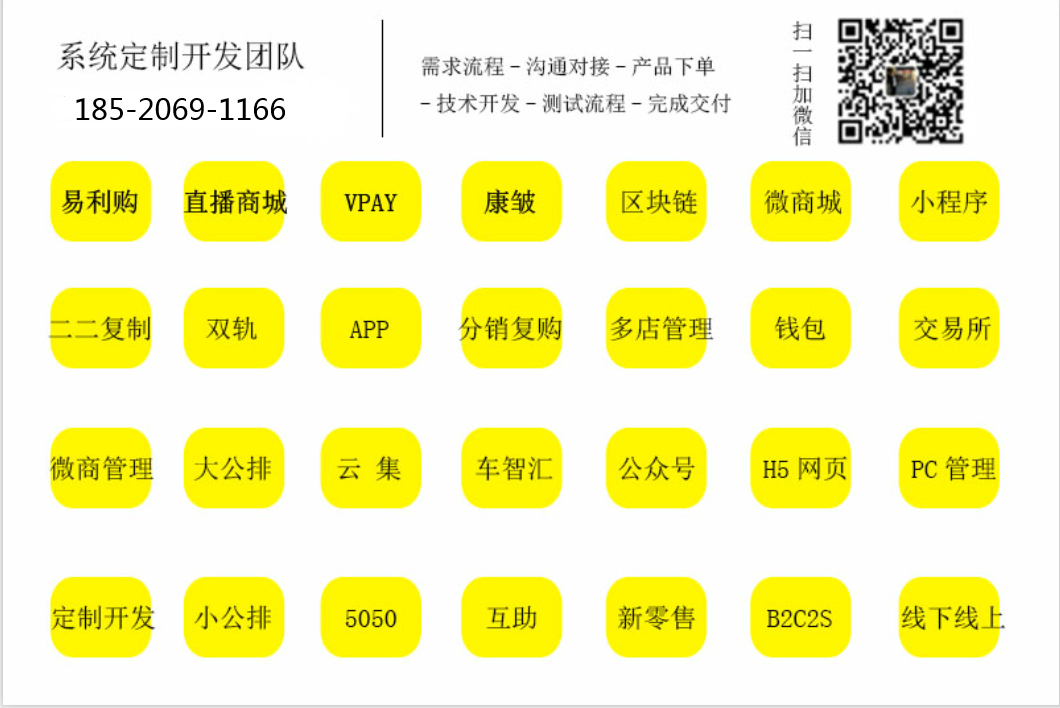 系统定制开发团队
185-2069-1166
需求流程－沟通对接－产品下单
－技术开发－测试流程－完成交付
扫一扫加微信
易利购 直播商城 VPAY 康皱 区块链 微商城 小程序
二二复制 双轨 APP 分销复购 多店管理 钱包 交易所
微商管理 大公排 云 集 车智汇 公众号 H5 网页 PC 管理
定制开发 小公排 5050 互助 新零售 B2C2S 线下线上